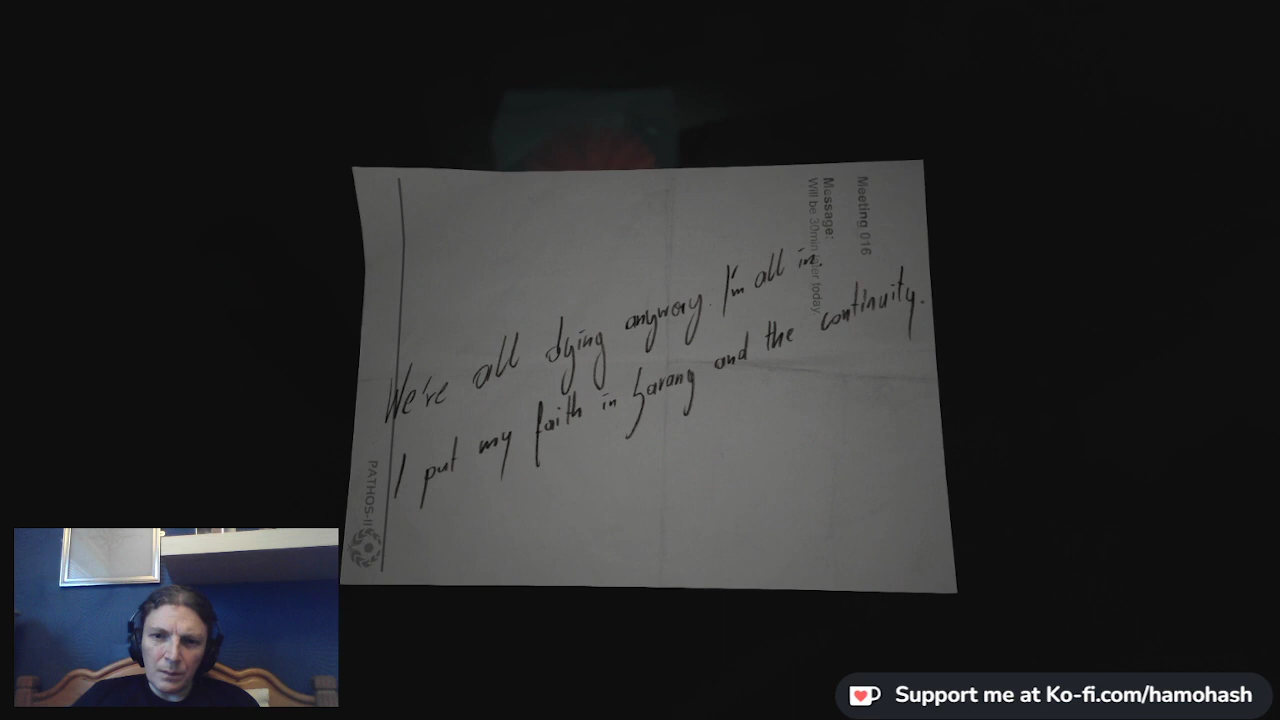 We're all dying anyway. I'm all in.
I put my faith in Sarang and the continuity.
Meeting 016
Message:
Will be 30min later today.
PATHOS-II
Support me at Ko-fi.com/hamohash